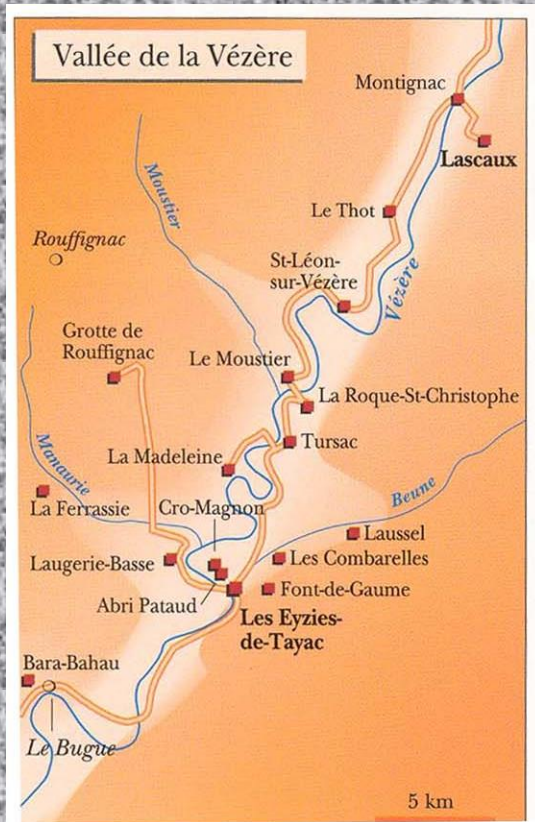 Vallée de la Vézère
Montignac
Lascaux
Moustier
Le Thot
Rouffignac
St-Léon-
sur-Vézère
Vézère
Grotte de
Rouffignac
Le Moustier
La Roque-St-Christophe
Tursac
La Madeleine
Manaurie
Beune
La Ferrassie
Cro-Magnon
Laussel
Laugerie-Basse
Les Combarelles
Abri Pataud
Font-de-Gaume
Les Eyzies-
de-Tayac
Bara-Bahau
Le Bugue
5 km